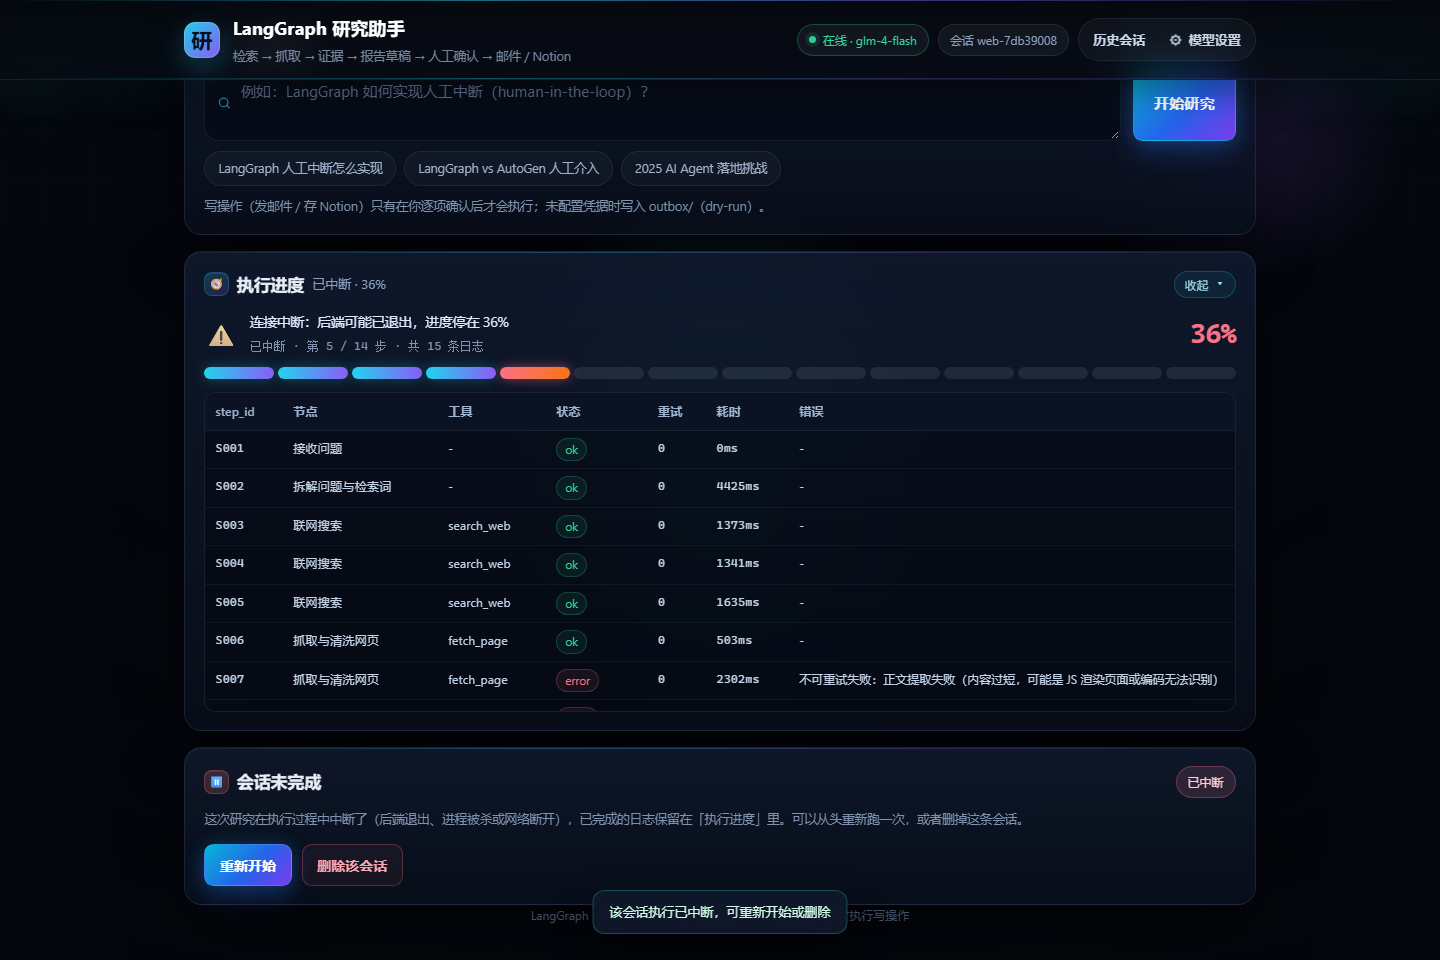 研
LangGraph 研究助手
检索 → 抓取 → 证据 → 报告草稿 → 人工确认 → 邮件 / Notion
在线 · glm-4-flash
会话 web-7db39008
历史会话
⚙ 模型设置
例如：LangGraph 如何实现人工中断（human-in-the-loop）？
开始研究
LangGraph 人工中断怎么实现
LangGraph vs AutoGen 人工介入
2025 AI Agent 落地挑战
写操作（发邮件 / 存 Notion）只有在你逐项确认后才会执行；未配置凭据时写入 outbox/（dry-run）。
执行进度 已中断 · 36%
收起
连接中断：后端可能已退出，进度停在 36%
已中断 · 第 5 / 14 步 · 共 15 条日志
36%
step_id 节点 工具 状态 重试 耗时 错误
S001 接收问题 - ok 0 0ms -
S002 拆解问题与检索词 - ok 0 4425ms -
S003 联网搜索 search_web ok 0 1373ms -
S004 联网搜索 search_web ok 0 1341ms -
S005 联网搜索 search_web ok 0 1635ms -
S006 抓取与清洗网页 fetch_page ok 0 503ms -
S007 抓取与清洗网页 fetch_page error 0 2302ms 不可重试失败：正文提取失败（内容过短，可能是 JS 渲染页面或编码无法识别）
会话未完成
已中断
这次研究在执行过程中中断了（后端退出、进程被杀或网络断开），已完成的日志保留在「执行进度」里。可以从头重新跑一次，或者删掉这条会话。
重新开始
删除该会话
该会话执行已中断，可重新开始或删除
LangGraph
执行写操作